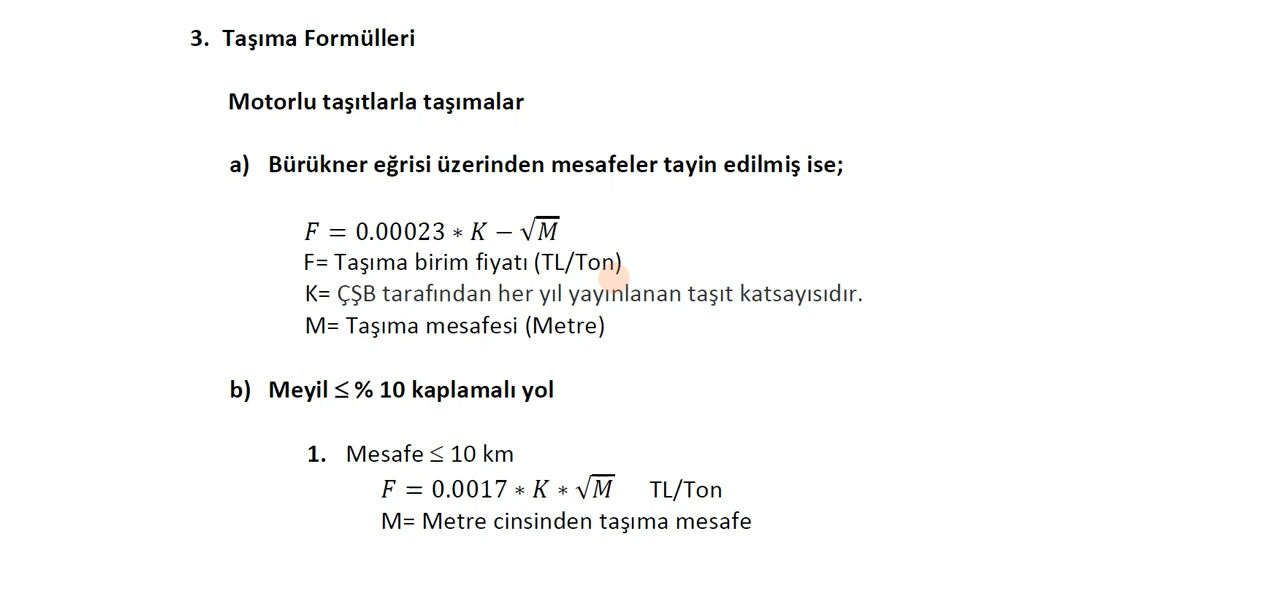 3. Taşıma Formülleri
Motorlu taşıtlarla taşımalar
a) Bürükner eğrisi üzerinden mesafeler tayin edilmiş ise;
F = 0.00023 ∗ K − √M
F= Taşıma birim fiyatı (TL/Ton)
K= ÇŞB tarafından her yıl yayınlanan taşıt katsayısıdır.
M= Taşıma mesafesi (Metre)
b) Meyil ≤ % 10 kaplamalı yol
1. Mesafe ≤ 10 km
F = 0.0017 ∗ K ∗ √M TL/Ton
M= Metre cinsinden taşıma mesafe